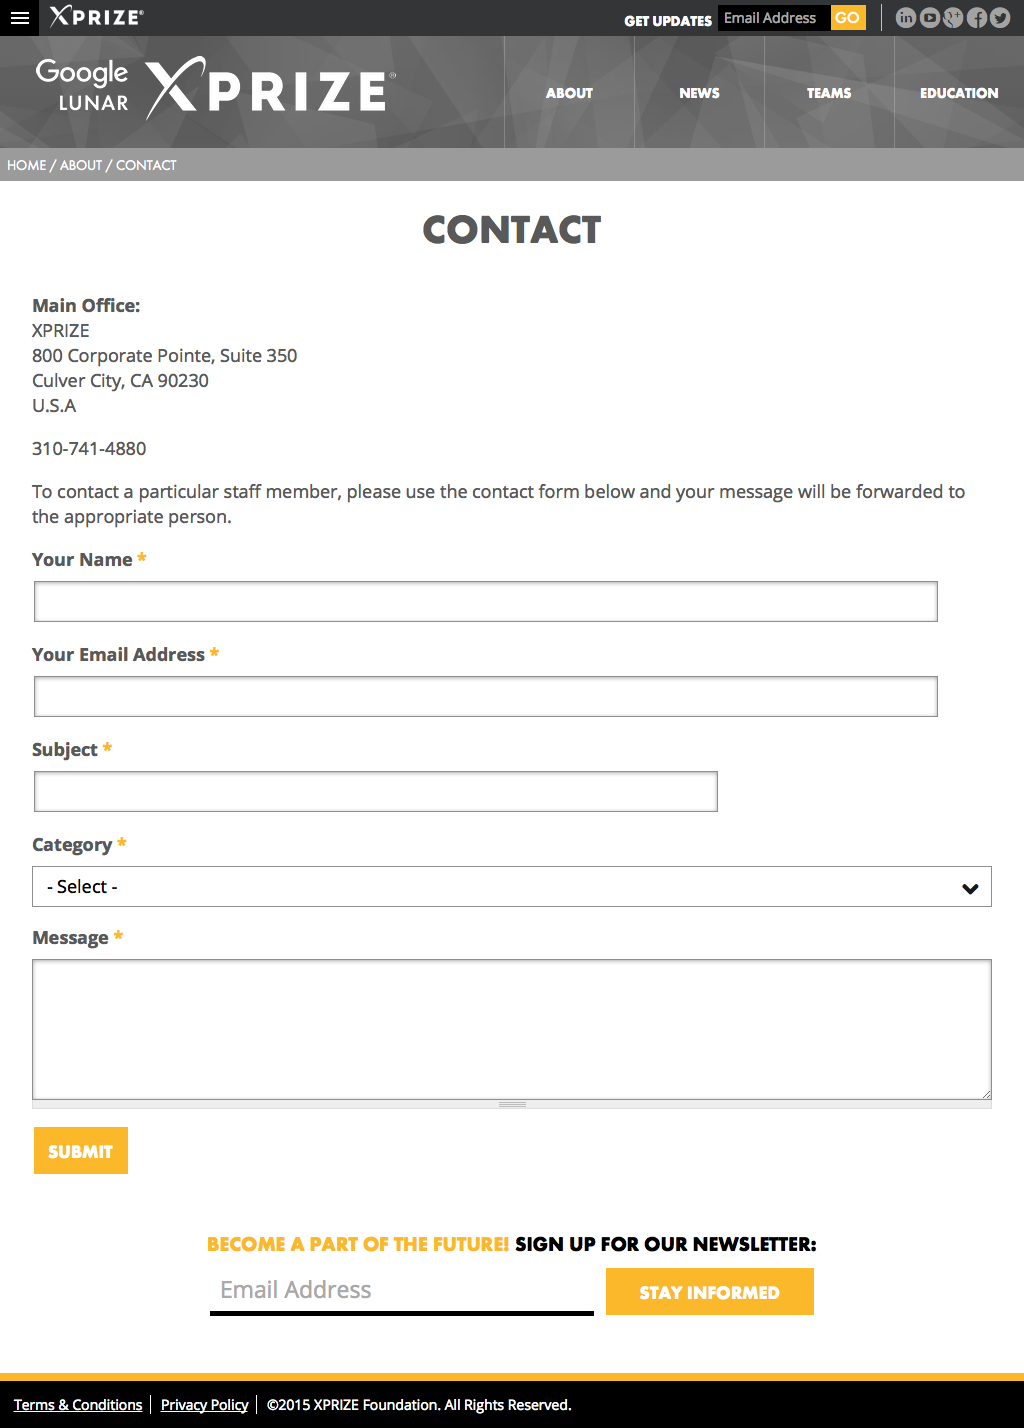 XPRIZE®
GET UPDATES Email Address GO
Google
LUNAR
XPRIZE®
ABOUT NEWS TEAMS EDUCATION
HOME / ABOUT / CONTACT
CONTACT
Main Office:
XPRIZE
800 Corporate Pointe, Suite 350
Culver City, CA 90230
U.S.A
310-741-4880
To contact a particular staff member, please use the contact form below and your message will be forwarded to
the appropriate person.
Your Name *
Your Email Address *
Subject *
Category *
- Select -
Message *
SUBMIT
BECOME A PART OF THE FUTURE! SIGN UP FOR OUR NEWSLETTER:
Email Address STAY INFORMED
Terms & Conditions Privacy Policy ©2015 XPRIZE Foundation. All Rights Reserved.